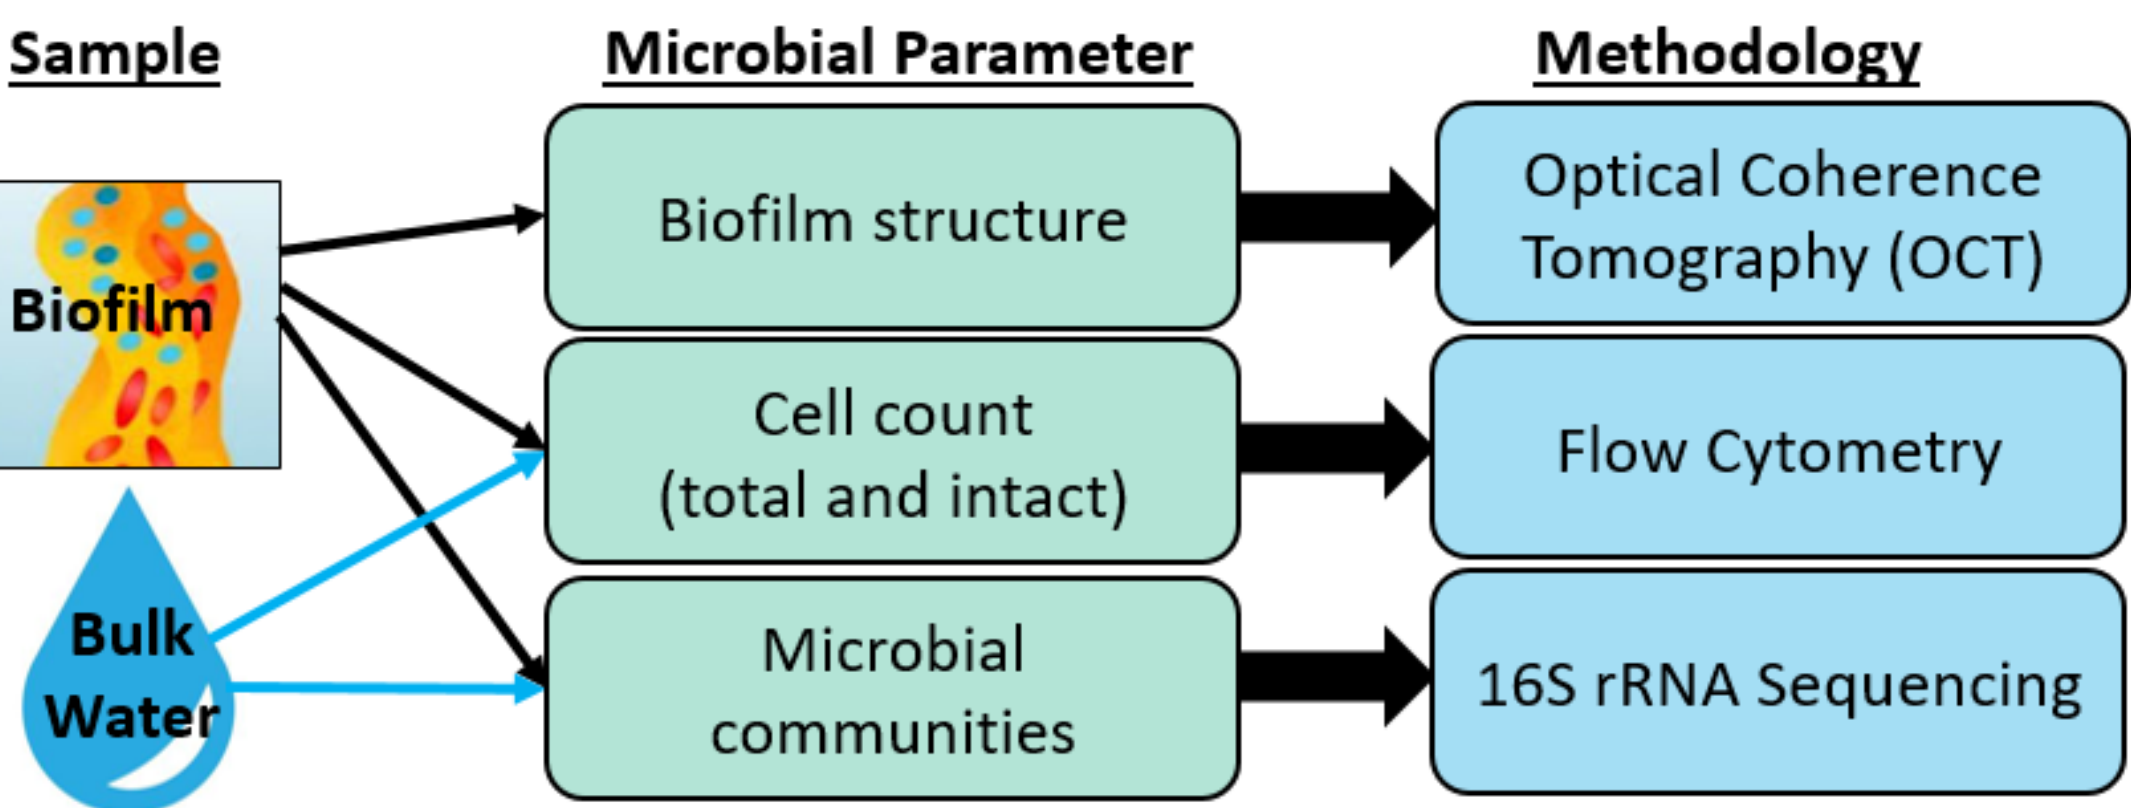 Sample
Microbial Parameter
Methodology
Biofilm
Biofilm structure
Optical Coherence
Tomography (OCT)
Cell count
(total and intact)
Flow Cytometry
Bulk
Water
Microbial
communities
16S rRNA Sequencing